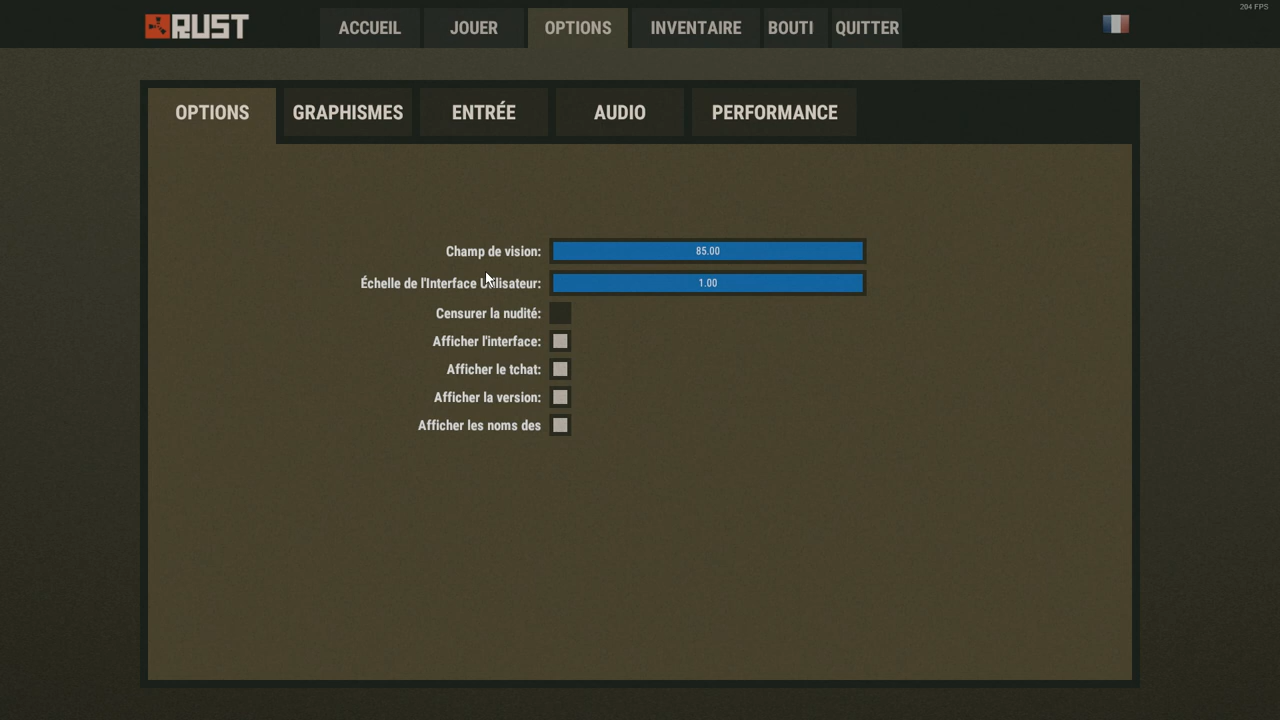 204 FPS
RUST
ACCUEIL
JOUER
OPTIONS
INVENTAIRE
BOUTI
QUITTER
OPTIONS
GRAPHISMES
ENTRÉE
AUDIO
PERFORMANCE
Champ de vision:
85.00
Échelle de l'Interface Utilisateur:
1.00
Censurer la nudité:
Afficher l'interface:
Afficher le tchat:
Afficher la version:
Afficher les noms des